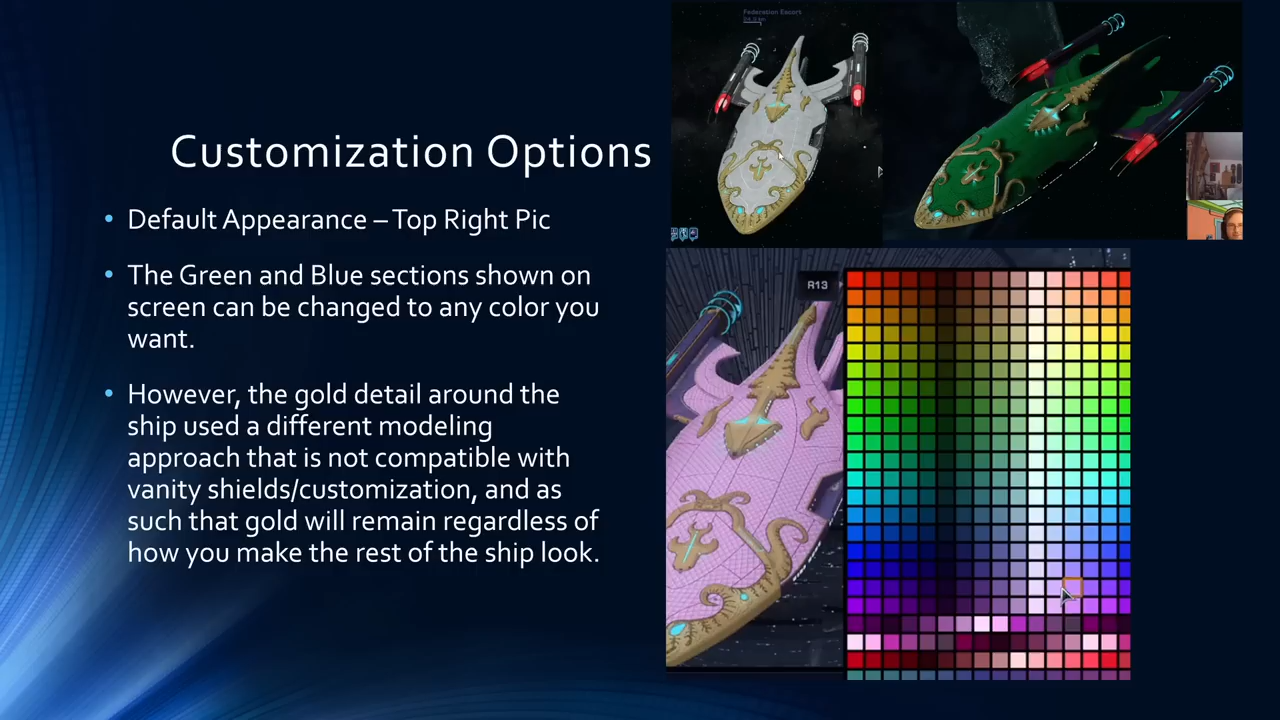 Federation Escort
Customization Options
• Default Appearance – Top Right Pic
• The Green and Blue sections shown on
screen can be changed to any color you
want.
• However, the gold detail around the
ship used a different modeling
approach that is not compatible with
vanity shields/customization, and as
such that gold will remain regardless of
how you make the rest of the ship look.
R13